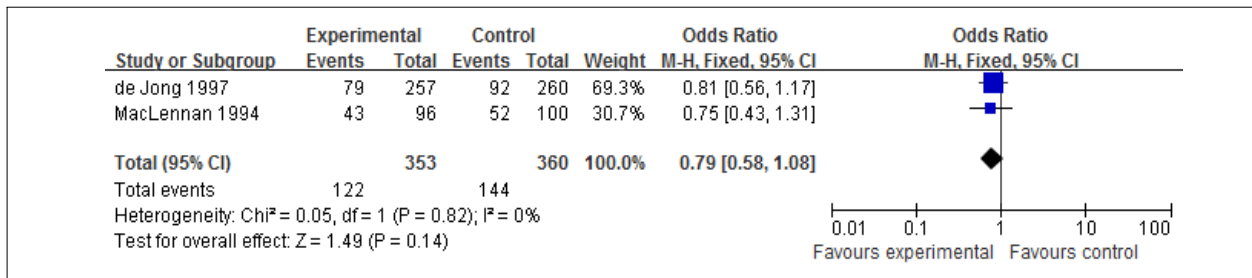 Experimental Control Odds Ratio Odds Ratio
Study or Subgroup Events Total Events Total Weight M-H, Fixed, 95% CI M-H, Fixed, 95% CI
de Jong 1997 79 257 92 260 69.3% 0.81 [0.56, 1.17]
MacLennan 1994 43 96 52 100 30.7% 0.75 [0.43, 1.31]
Total (95% CI) 353 360 100.0% 0.79 [0.58, 1.08]
Total events 122 144
Heterogeneity: Chi² = 0.05, df = 1 (P = 0.82); I² = 0%
Test for overall effect: Z = 1.49 (P = 0.14)
0.01 0.1 1 10 100
Favours experimental Favours control